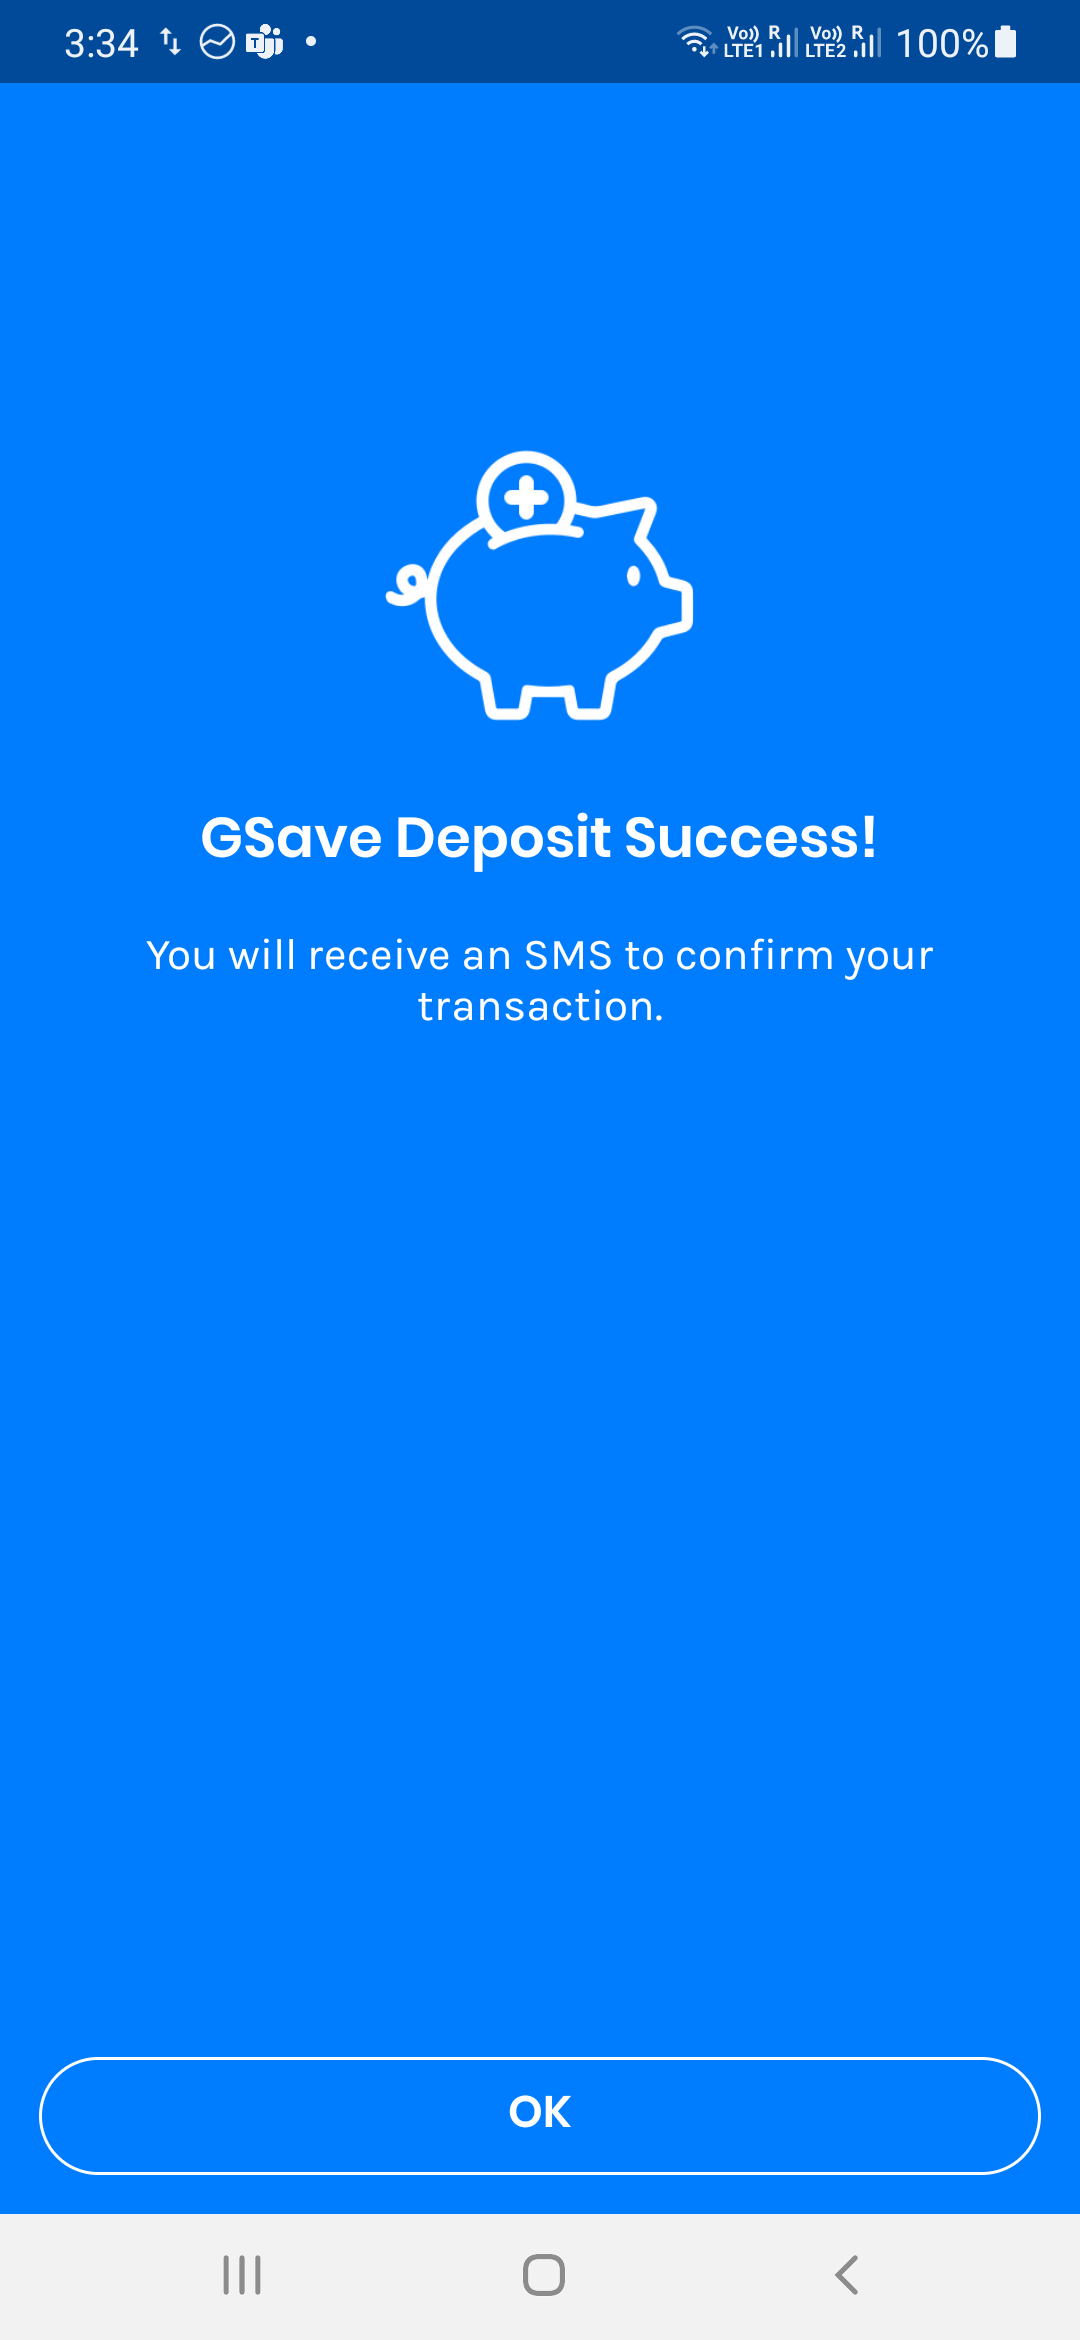 3:34 T Vo)) R Vo)) R 100%
LTE1 LTE2
GSave Deposit Success!
You will receive an SMS to confirm your
transaction.
OK